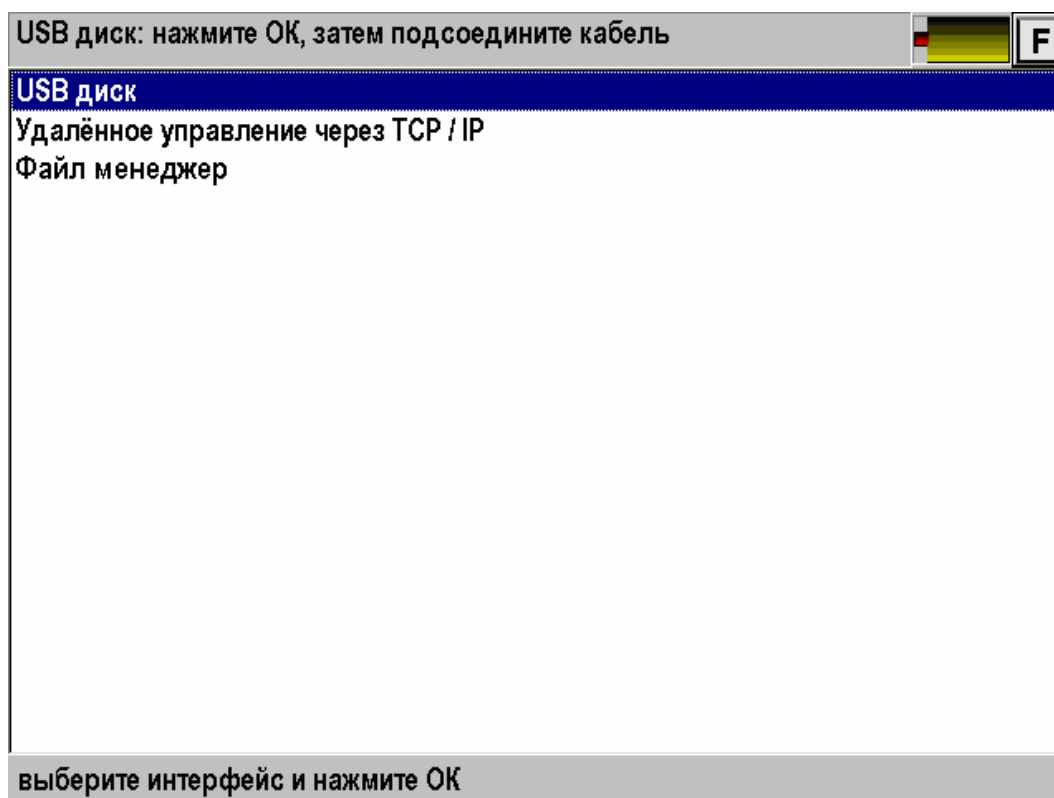 USB диск: нажмите ОК, затем подсоедините кабель
F
USB диск
Удалённое управление через TCP / IP
Файл менеджер
выберите интерфейс и нажмите ОК